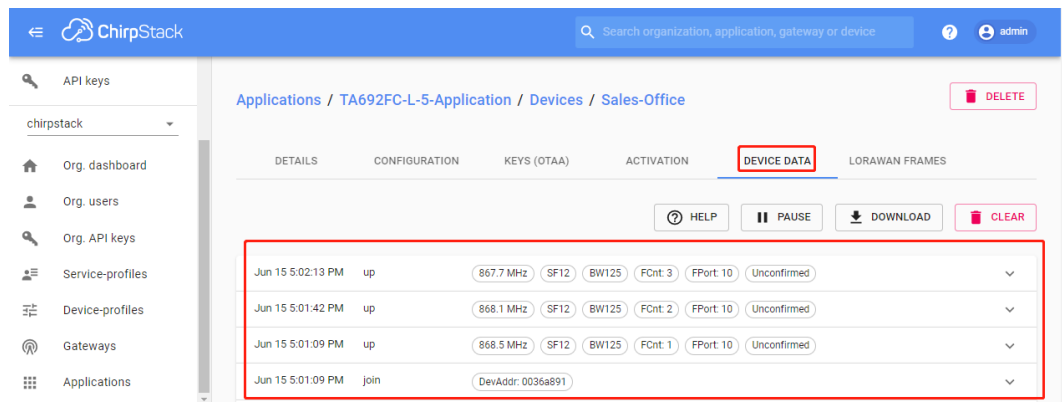 ChirpStack
Search organization, application, gateway or device
?
admin
API keys
chirpstack
Org. dashboard
Org. users
Org. API keys
Service-profiles
Device-profiles
Gateways
Applications
Applications / TA692FC-L-5-Application / Devices / Sales-Office
DELETE
DETAILS CONFIGURATION KEYS (OTAA) ACTIVATION DEVICE DATA LORAWAN FRAMES
? HELP PAUSE DOWNLOAD CLEAR
Jun 15 5:02:13 PM up 867.7 MHz SF12 BW125 FCnt: 3 FPort: 10 Unconfirmed
Jun 15 5:01:42 PM up 868.1 MHz SF12 BW125 FCnt: 2 FPort: 10 Unconfirmed
Jun 15 5:01:09 PM up 868.5 MHz SF12 BW125 FCnt: 1 FPort: 10 Unconfirmed
Jun 15 5:01:09 PM join DevAddr: 0036a891